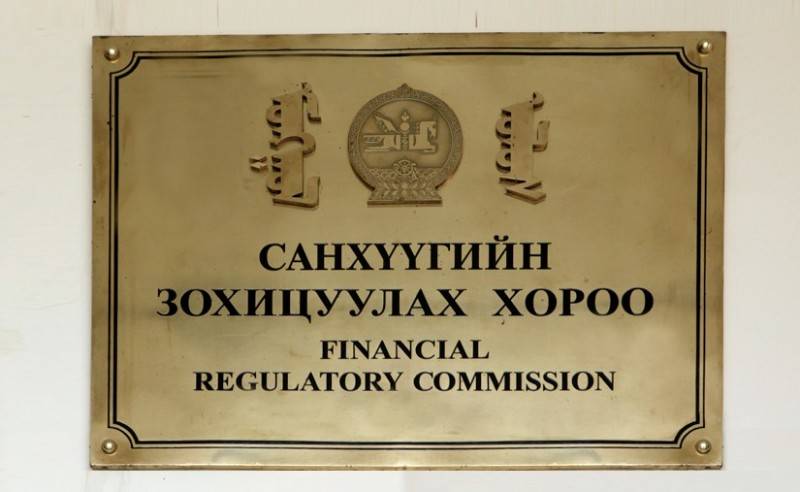 САНХҮҮГИЙН
ЗОХИЦУУЛАХ ХОРОО
FINANCIAL
REGULATORY COMMISSION